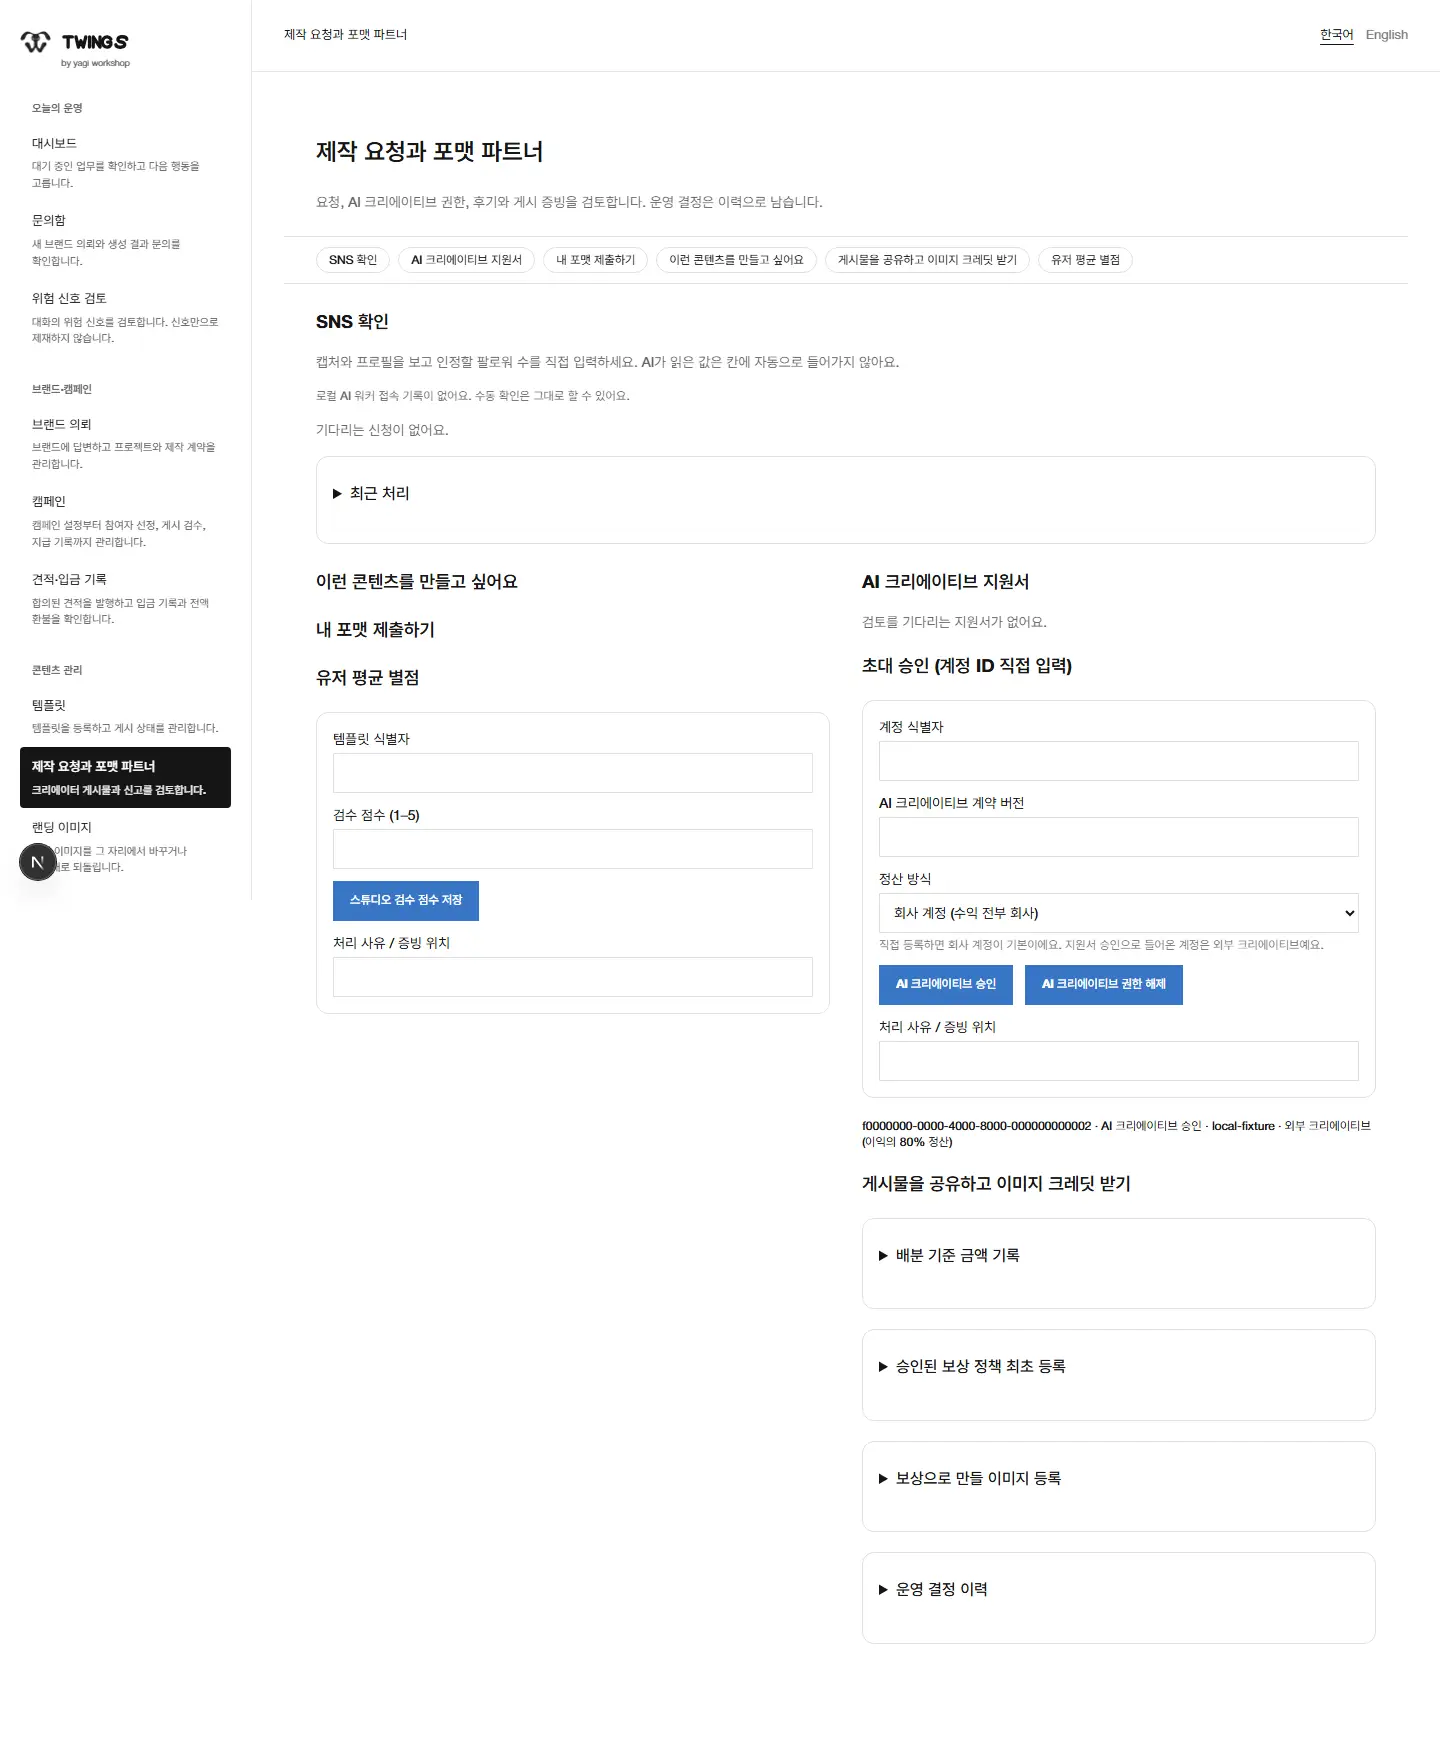 TWINGS
by yagi workshop
오늘의 운영
대시보드
대기 중인 업무를 확인하고 다음 행동을
고릅니다.
문의함
새 브랜드 의뢰와 생성 결과 문의를
확인합니다.
위험 신호 검토
대화의 위험 신호를 검토합니다. 신호만으로
제재하지 않습니다.
브랜드·캠페인
브랜드 의뢰
브랜드에 답변하고 프로젝트와 제작 계약을
관리합니다.
캠페인
캠페인 설정부터 참여자 선정, 게시 검수,
지급 기록까지 관리합니다.
견적·입금 기록
합의된 견적을 발행하고 입금 기록과 전액
환불을 확인합니다.
콘텐츠 관리
템플릿
템플릿을 등록하고 게시 상태를 관리합니다.
제작 요청과 포맷 파트너
크리에이터 게시물과 신고를 검토합니다.
랜딩 이미지
이미지를 그 자리에서 바꾸거나
되돌립니다.
N
제작 요청과 포맷 파트너
한국어 English
제작 요청과 포맷 파트너
요청, AI 크리에이티브 권한, 후기와 게시 증빙을 검토합니다. 운영 결정은 이력으로 남습니다.
SNS 확인 AI 크리에이티브 지원서 내 포맷 제출하기 이런 콘텐츠를 만들고 싶어요 게시물을 공유하고 이미지 크레딧 받기 유저 평균 별점
SNS 확인
캡처와 프로필을 보고 인정할 팔로워 수를 직접 입력하세요. AI가 읽은 값은 칸에 자동으로 들어가지 않아요.
로컬 AI 워커 접속 기록이 없어요. 수동 확인은 그대로 할 수 있어요.
기다리는 신청이 없어요.
▶ 최근 처리
이런 콘텐츠를 만들고 싶어요
내 포맷 제출하기
유저 평균 별점
템플릿 식별자
검수 점수 (1–5)
스튜디오 검수 점수 저장
처리 사유 / 증빙 위치
AI 크리에이티브 지원서
검토를 기다리는 지원서가 없어요.
초대 승인 (계정 ID 직접 입력)
계정 식별자
AI 크리에이티브 계약 버전
정산 방식
회사 계정 (수익 전부 회사)
직접 등록하면 회사 계정이 기본이에요. 지원서 승인으로 들어온 계정은 외부 크리에이티브예요.
AI 크리에이티브 승인 AI 크리에이티브 권한 해제
처리 사유 / 증빙 위치
f0000000-0000-4000-8000-000000000002 · AI 크리에이티브 승인 · local-fixture · 외부 크리에이티브
(이익의 80% 정산)
게시물을 공유하고 이미지 크레딧 받기
▶ 배분 기준 금액 기록
▶ 승인된 보상 정책 최초 등록
▶ 보상으로 만들 이미지 등록
▶ 운영 결정 이력